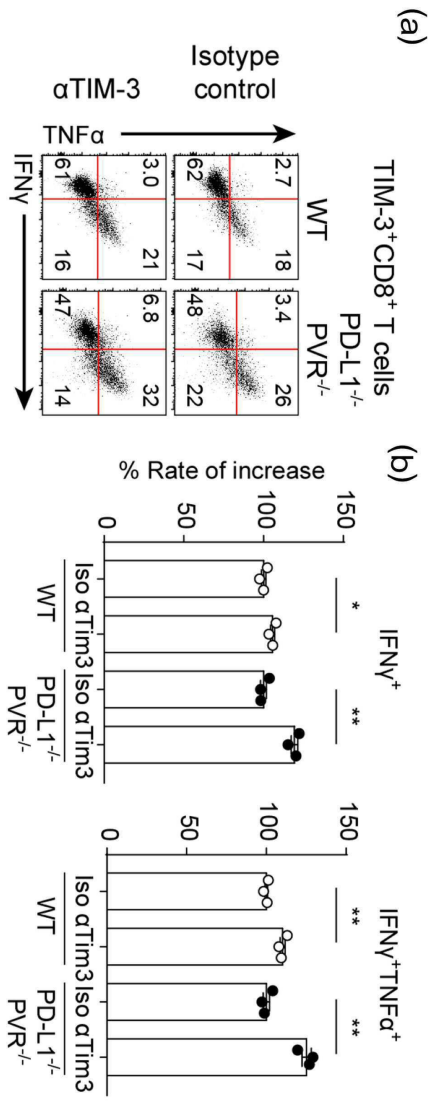 (a)
TIM-3⁺CD8⁺ T cells
WT
PD-L1⁻/⁻
PVR⁻/⁻
Isotype
control
2.7
18
62
17
3.4
26
48
22
αTIM-3
3.0
21
61
16
6.8
32
47
14
TNFα
IFNγ
(b)
IFNγ⁺
% Rate of increase
150
100
50
0
*
**
Iso αTim3 Iso αTim3
WT
PD-L1⁻/⁻
PVR⁻/⁻
IFNγ⁺TNFα⁺
150
100
50
0
**
**
Iso αTim3 Iso αTim3
WT
PD-L1⁻/⁻
PVR⁻/⁻